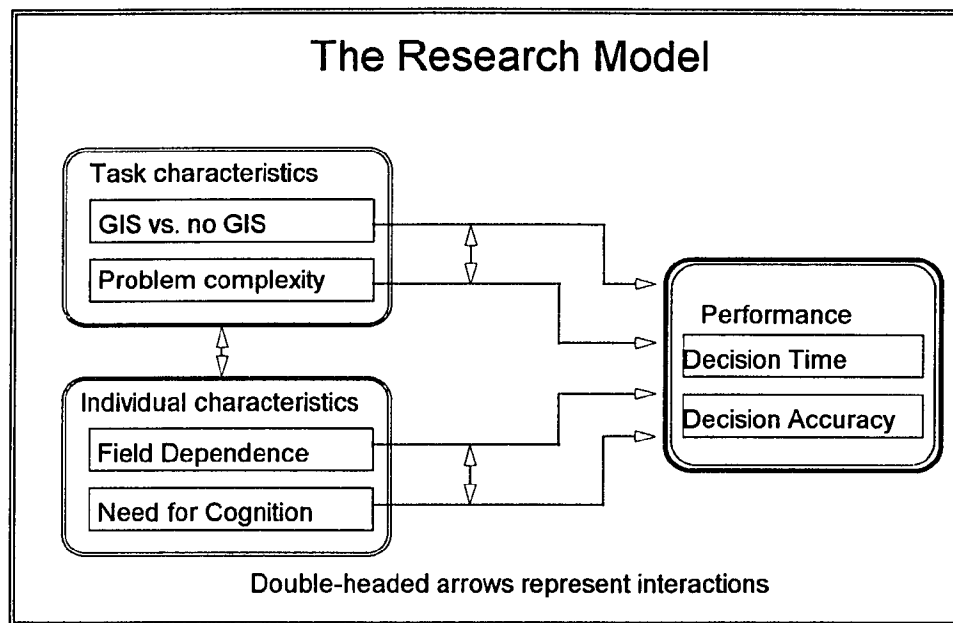 The Research Model
Task characteristics
GIS vs. no GIS
Problem complexity
Individual characteristics
Field Dependence
Need for Cognition
Performance
Decision Time
Decision Accuracy
Double-headed arrows represent interactions